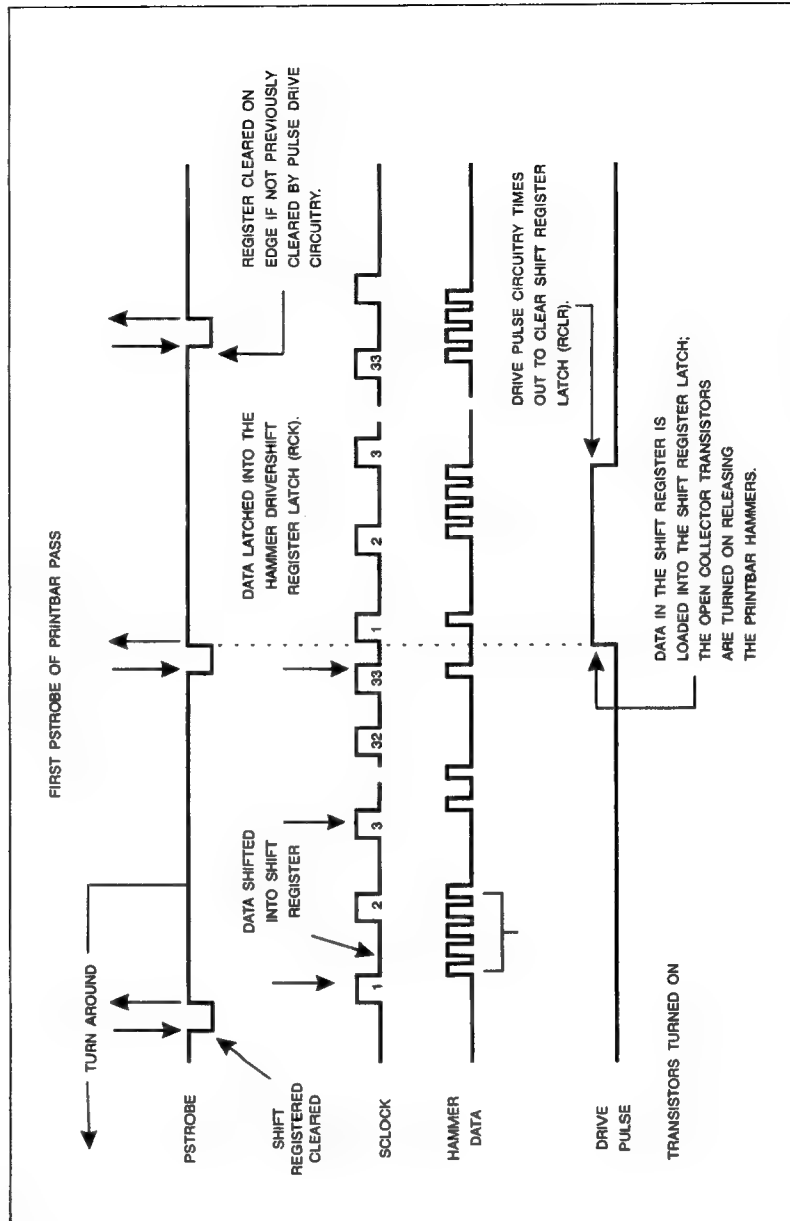 FIRST PSTROBE OF PRINTBAR PASS
TURN AROUND
PSTROBE
SHIFT
REGISTERED
CLEARED
REGISTER CLEARED ON
EDGE IF NOT PREVIOUSLY
CLEARED BY PULSE DRIVE
CIRCUITRY.
DATA SHIFTED
INTO SHIFT
REGISTER
DATA LATCHED INTO THE
HAMMER DRIVERSHIFT
REGISTER LATCH (RCK).
SCLOCK
1 2 3 32 33 1 2 3 33
HAMMER
DATA
DRIVE PULSE CIRCUITRY TIMES
OUT TO CLEAR SHIFT REGISTER
LATCH (RCLR).
DRIVE
PULSE
DATA IN THE SHIFT REGISTER IS
LOADED INTO THE SHIFT REGISTER LATCH;
THE OPEN COLLECTOR TRANSISTORS
ARE TURNED ON RELEASING
THE PRINTBAR HAMMERS.
TRANSISTORS TURNED ON